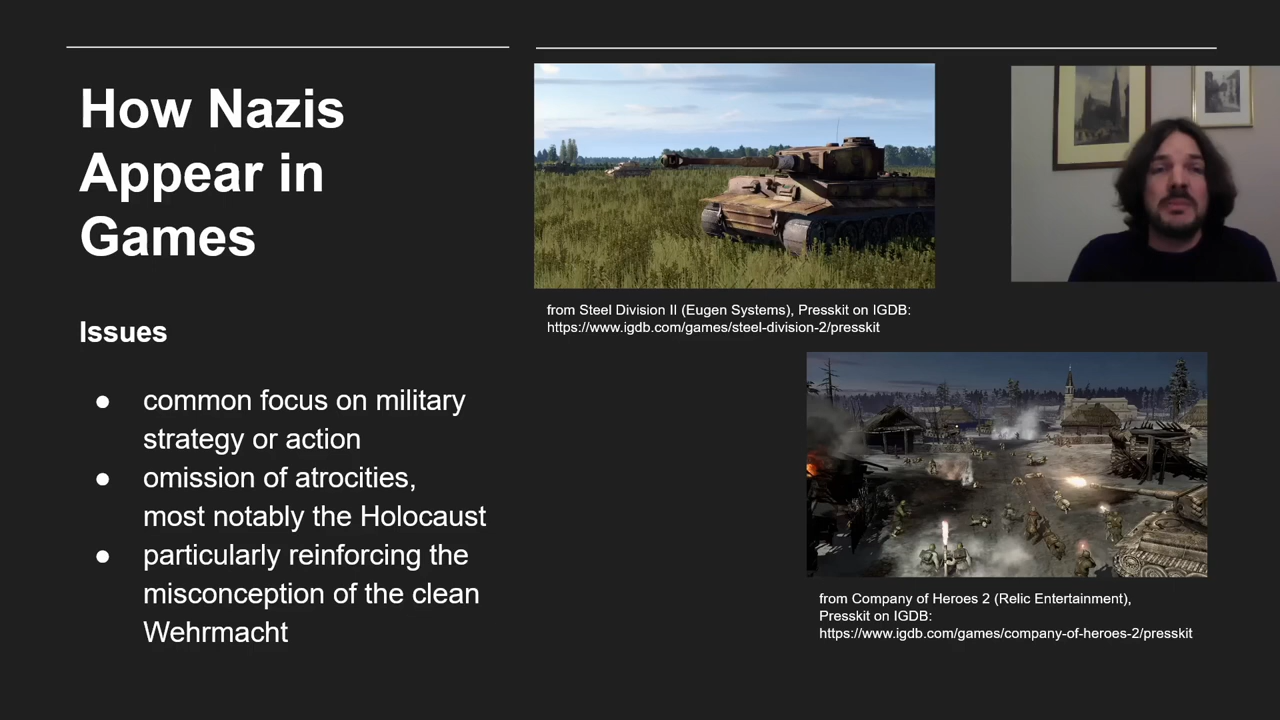 How Nazis
Appear in
Games
Issues
● common focus on military
strategy or action
● omission of atrocities,
most notably the Holocaust
● particularly reinforcing the
misconception of the clean
Wehrmacht
from Steel Division II (Eugen Systems), Presskit on IGDB:
https://www.igdb.com/games/steel-division-2/presskit
from Company of Heroes 2 (Relic Entertainment),
Presskit on IGDB:
https://www.igdb.com/games/company-of-heroes-2/presskit